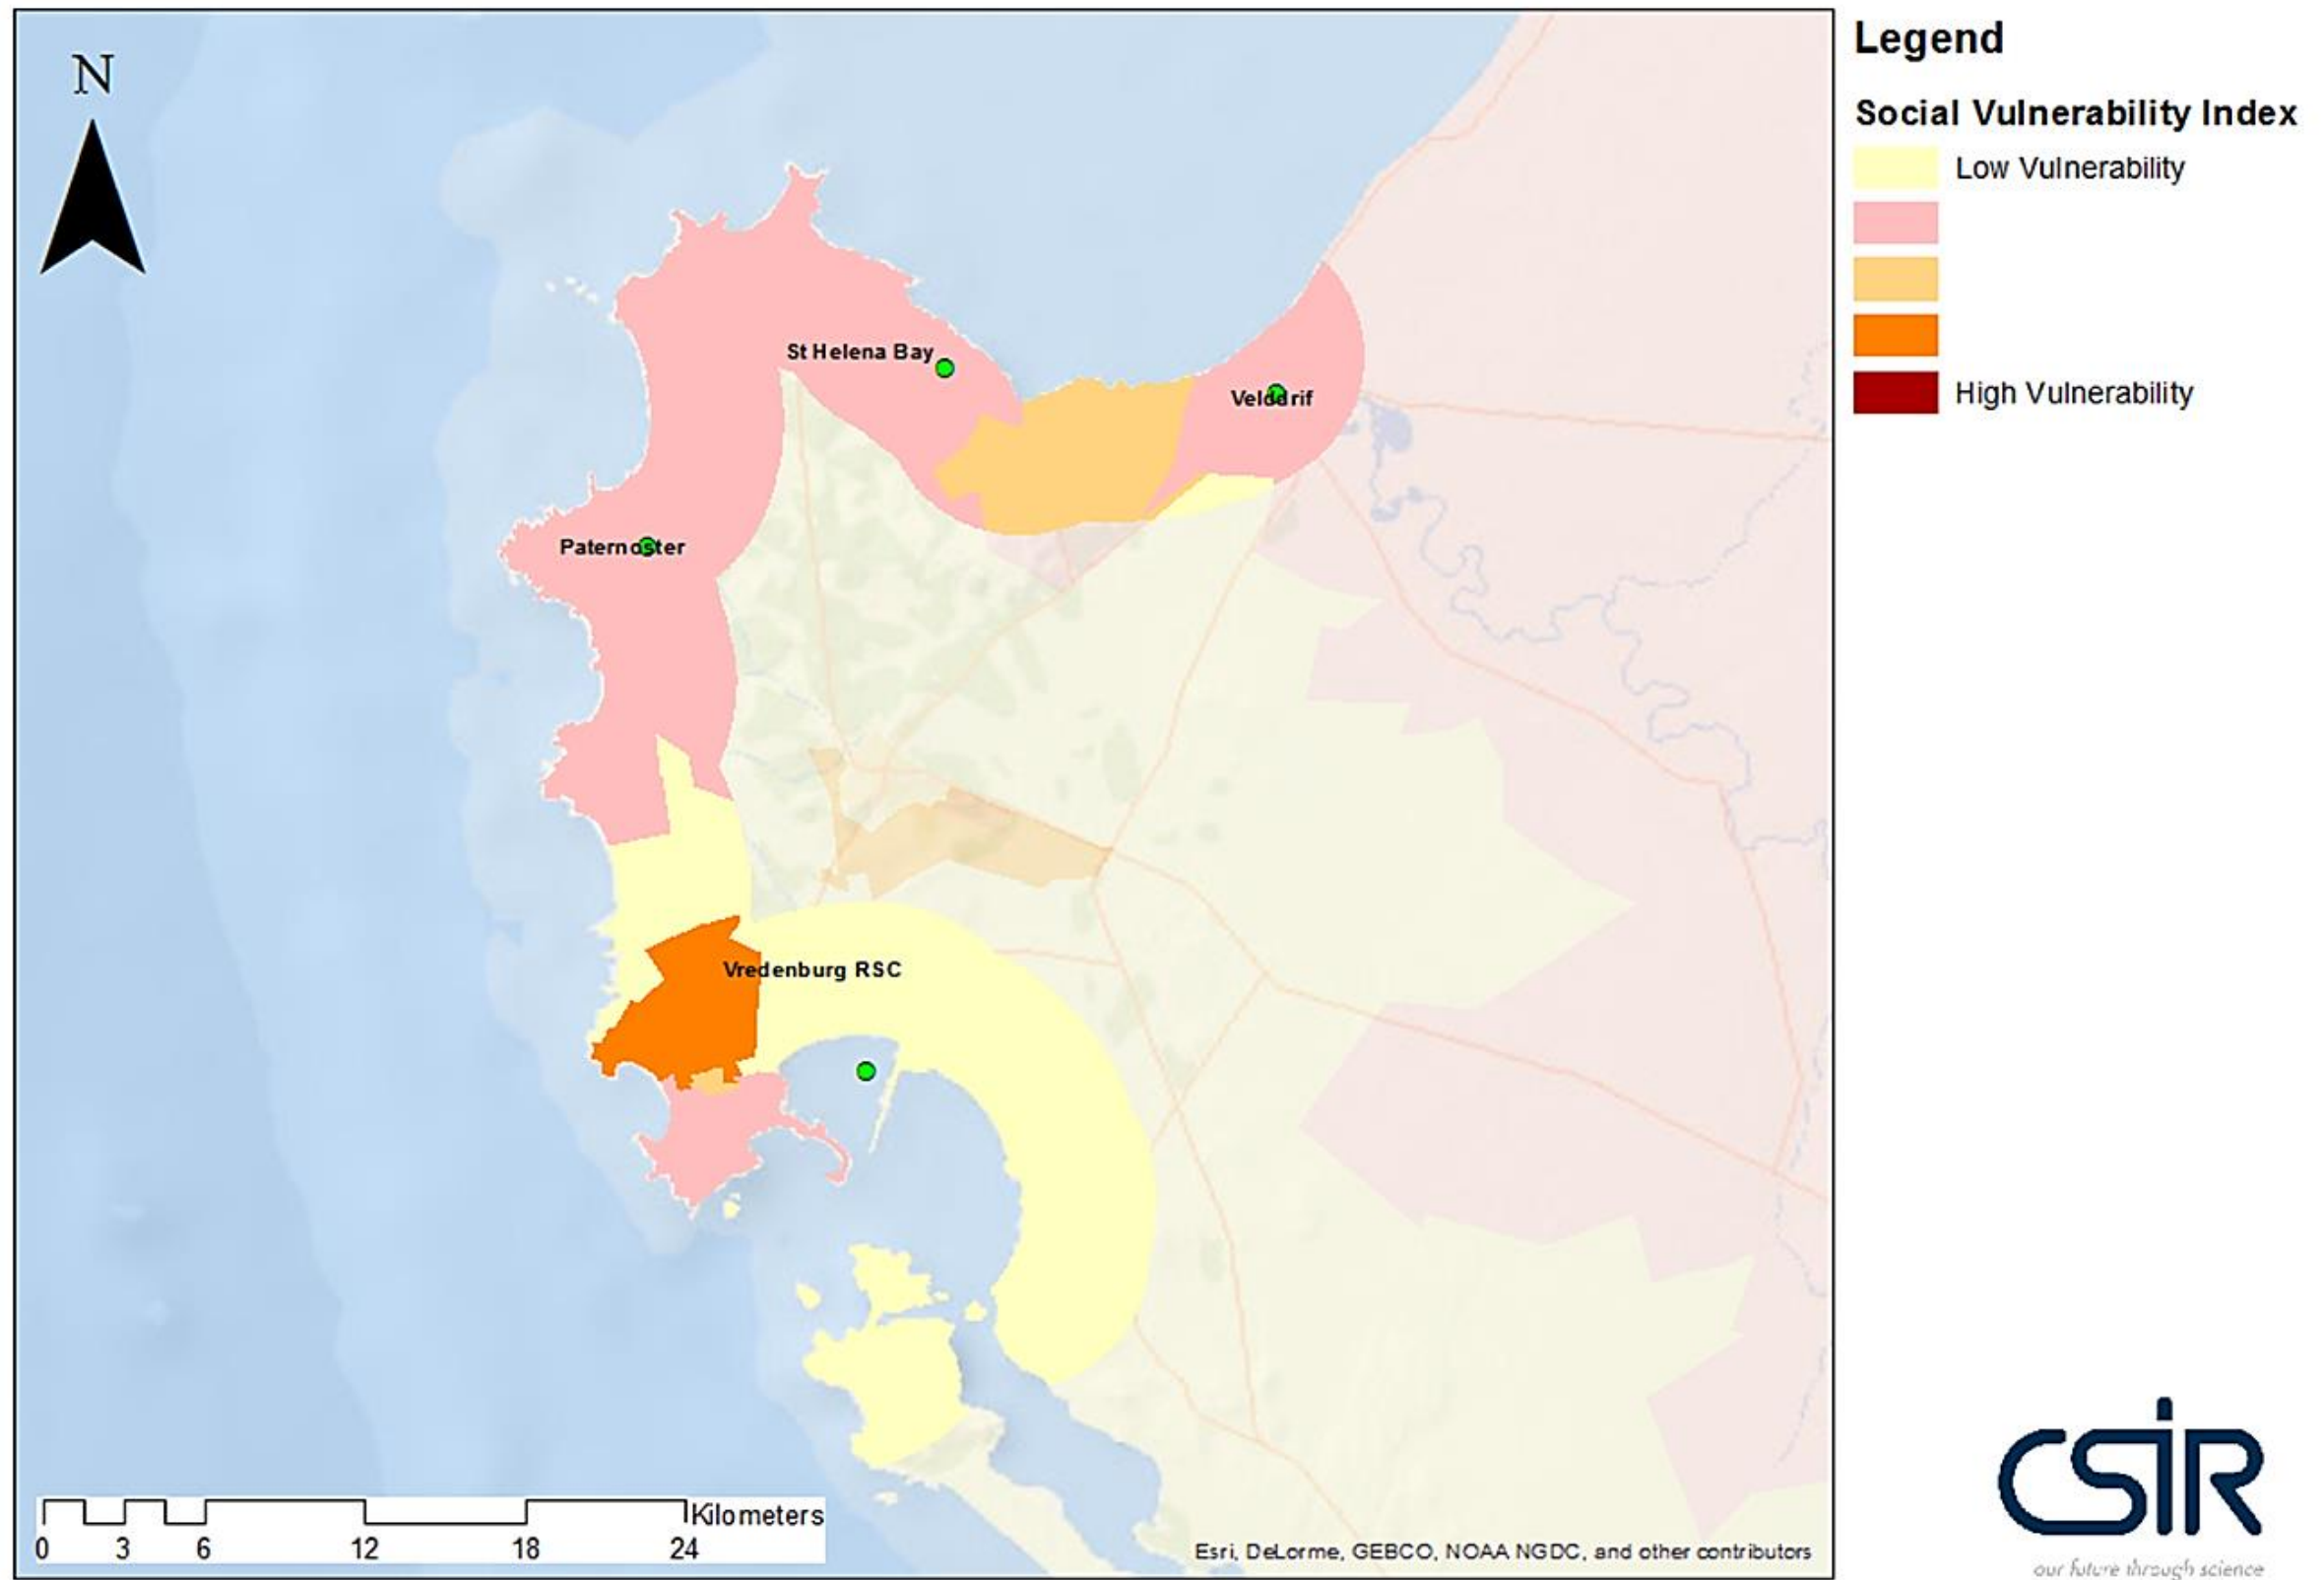 N
Legend
Social Vulnerability Index
Low Vulnerability
High Vulnerability
St Helena Bay
Velddrif
Paternoster
Vredenburg RSC
Kilometers
0 3 6 12 18 24
Esri, DeLorme, GEBCO, NOAA NGDC, and other contributors
CSIR
our future through science